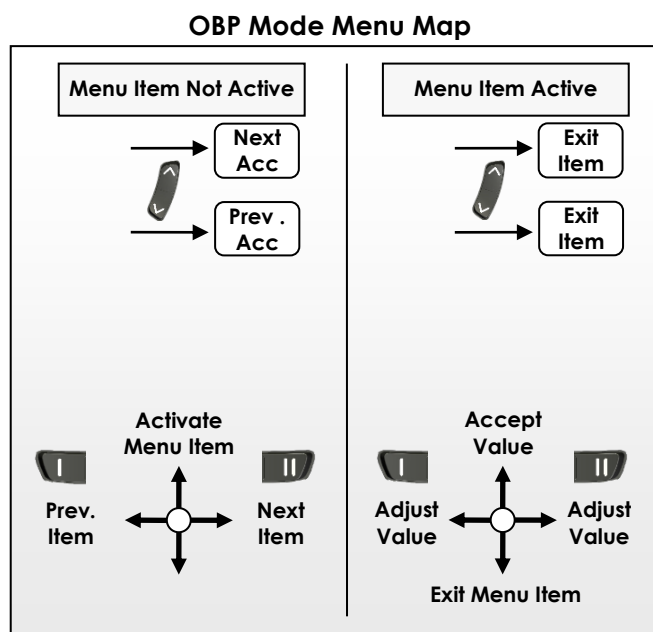 OBP Mode Menu Map
Menu Item Not Active
Next
Acc
Prev .
Acc
Activate
Menu Item
I
II
Prev.
Item
Next
Item
Menu Item Active
Exit
Item
Exit
Item
Accept
Value
I
II
Adjust
Value
Adjust
Value
Exit Menu Item